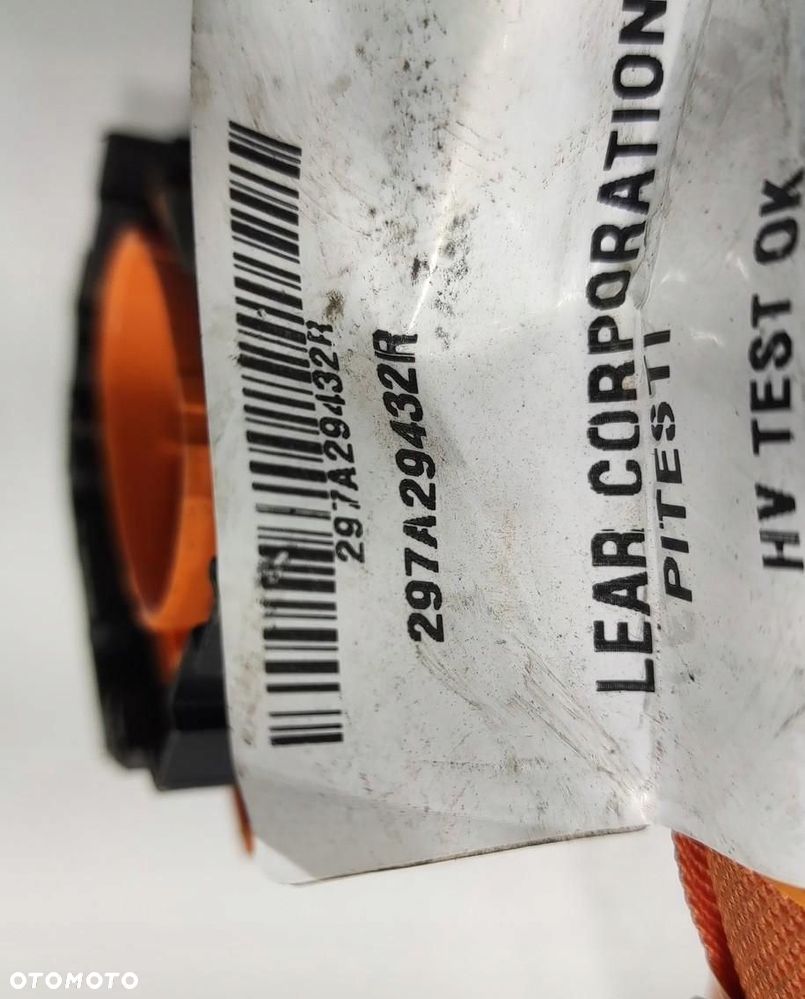 297A29432R
297A29432R
LEAR CORPORATION
PITESTI
HV TEST OK
OTOMOTO